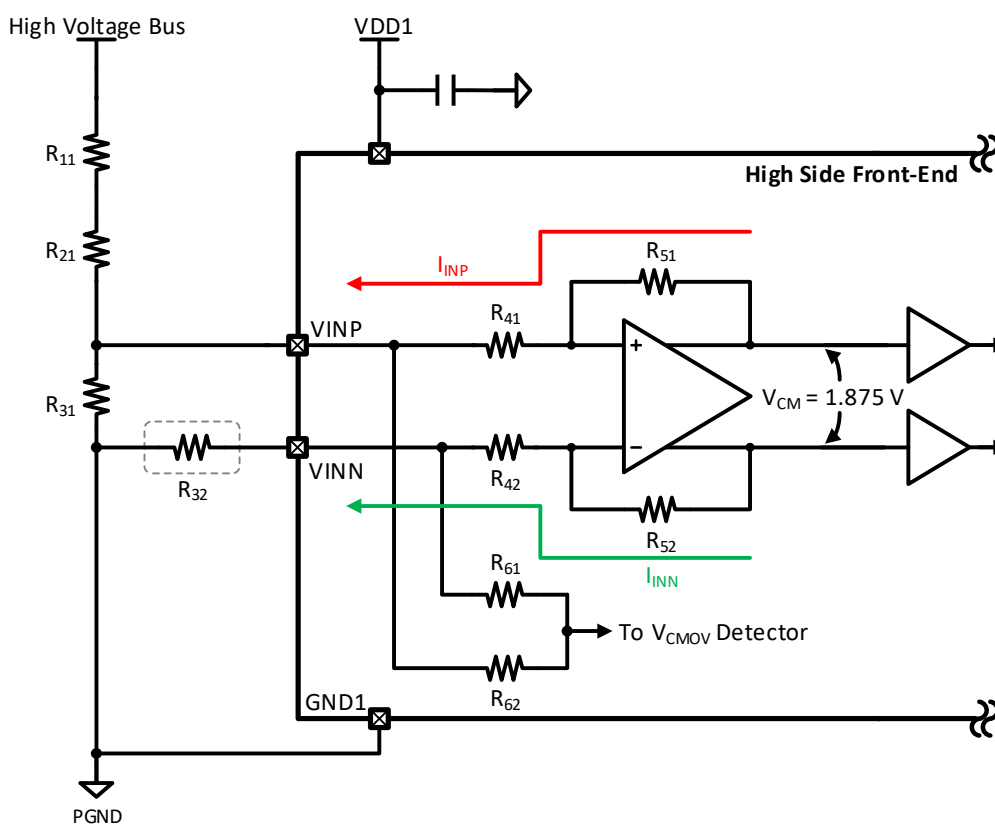 High Voltage Bus
VDD1
R11
High Side Front-End
R21
IINP
R51
VINP
R41
+
R31
VCM = 1.875 V
−
VINN
R42
R32
R52
R61
IINN
To VCMOV Detector
R62
GND1
PGND